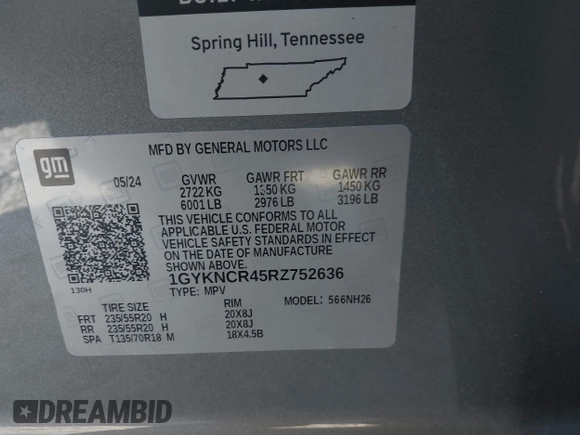 Spring Hill, Tennessee
gm
MFD BY GENERAL MOTORS LLC
05/24 GVWR GAWR FRT GAWR RR
2722 KG 1350 KG 1450 KG
6001 LB 2976 LB 3196 LB
THIS VEHICLE CONFORMS TO ALL
APPLICABLE U.S. FEDERAL MOTOR
VEHICLE SAFETY STANDARDS IN EFFECT
ON THE DATE OF MANUFACTURE
SHOWN ABOVE.
130H
1GYKNCR45RZ752636
TYPE: MPV MODEL: 566NH26
TIRE SIZE RIM
FRT 235/55R20 H 20X8J
RR 235/55R20 H 20X8J
SPA T135/70R18 M 18X4.5B
DREAMBID